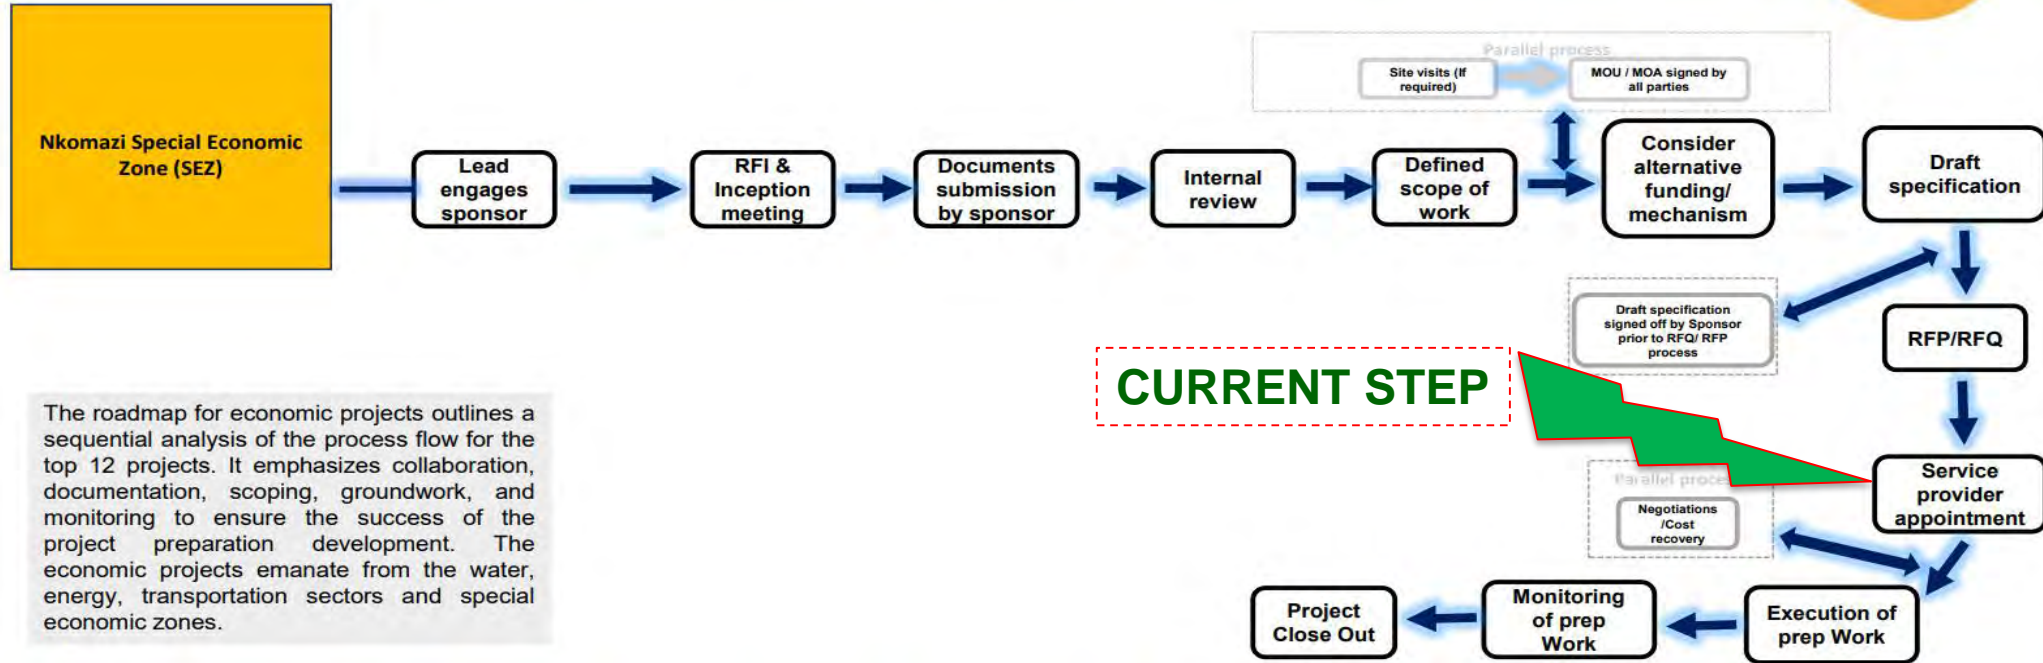 Parallel process
Site visits (If
required)
MOU / MOA signed by
all parties
Nkomazi Special Economic
Zone (SEZ)
Lead
engages
sponsor
RFI &
Inception
meeting
Documents
submission
by sponsor
Internal
review
Defined
scope of
work
Consider
alternative
funding/
mechanism
Draft
specification
Draft specification
signed off by Sponsor
prior to RFQ/ RFP
process
RFP/RFQ
CURRENT STEP
The roadmap for economic projects outlines a
sequential analysis of the process flow for the
top 12 projects. It emphasizes collaboration,
documentation, scoping, groundwork, and
monitoring to ensure the success of the
project preparation development. The
economic projects emanate from the water,
energy, transportation sectors and special
economic zones.
Parallel proces
Negotiations
/Cost
recovery
Service
provider
appointment
Execution of
prep Work
Monitoring
of prep
Work
Project
Close Out